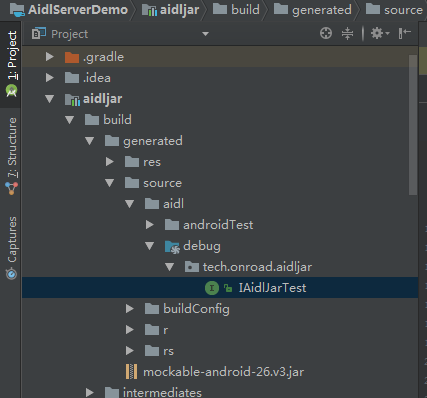 AidlServerDemo aidljar build generated source
Project
1: Project
7: Structure
Captures
.gradle
.idea
aidljar
build
generated
res
source
aidl
androidTest
debug
tech.onroad.aidljar
IAidlJarTest
buildConfig
r
rs
mockable-android-26.v3.jar
intermediates